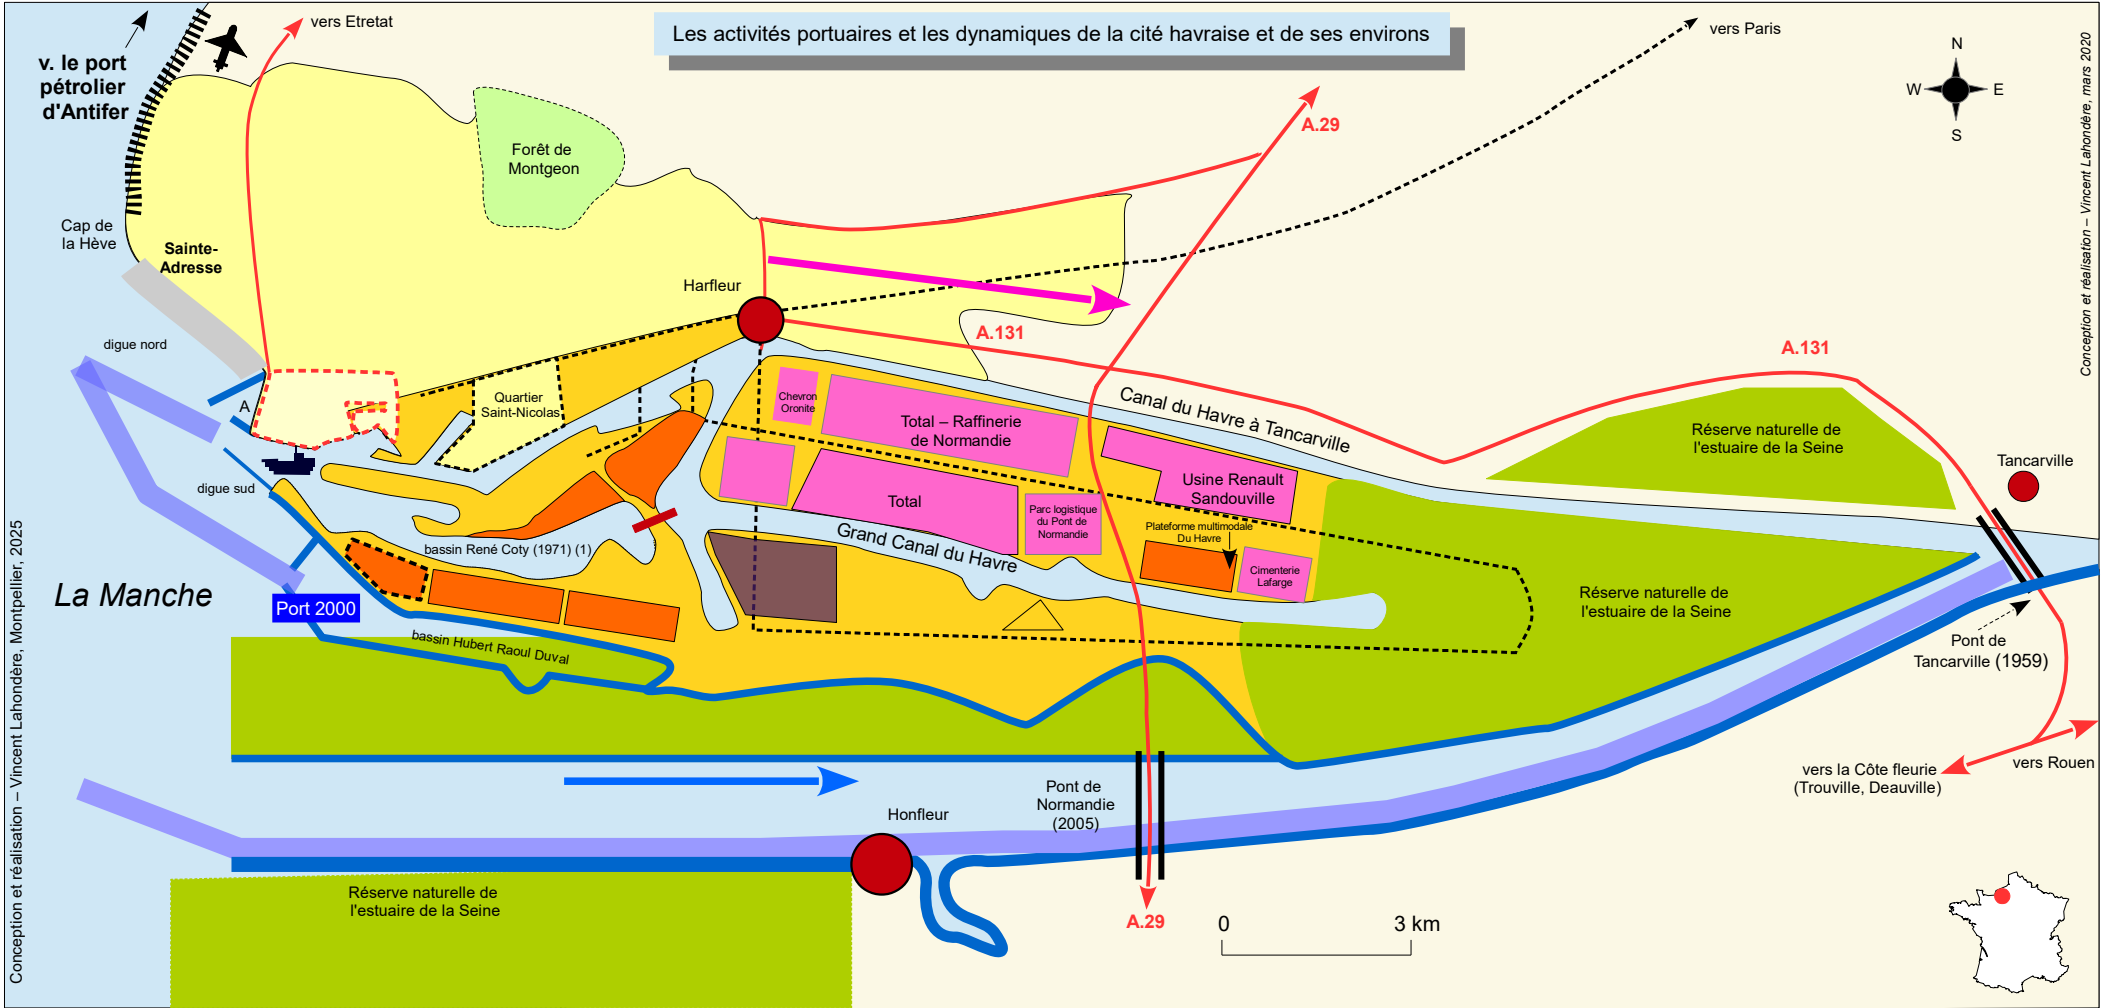 Les activités portuaires et les dynamiques de la cité havraise et de ses environs
vers Etretat
vers Paris
v. le port
pétrolier
d'Antifer
N
W
E
S
Conception et réalisation – Vincent Lahondère, mars 2020
A.29
Forêt de
Montgeon
Cap de
la Hève
Sainte-
Adresse
Harfleur
A.131
A.131
digue nord
A
Quartier
Saint-Nicolas
Chevron
Oronite
Total – Raffinerie
de Normandie
Canal du Havre à Tancarville
Réserve naturelle de
l'estuaire de la Seine
Tancarville
digue sud
Usine Renault
Sandouville
Total
Parc logistique
du Pont de
Normandie
Plateforme multimodale
Du Havre
Grand Canal du Havre
bassin René Coty (1971) (1)
Cimenterie
Lafarge
La Manche
Port 2000
Réserve naturelle de
l'estuaire de la Seine
bassin Hubert Raoul Duval
Pont de
Tancarville (1959)
Conception et réalisation – Vincent Lahondère, Montpellier, 2025
vers la Côte fleurie
(Trouville, Deauville)
vers Rouen
Pont de
Normandie
(2005)
Honfleur
Réserve naturelle de
l'estuaire de la Seine
A.29
0
3 km